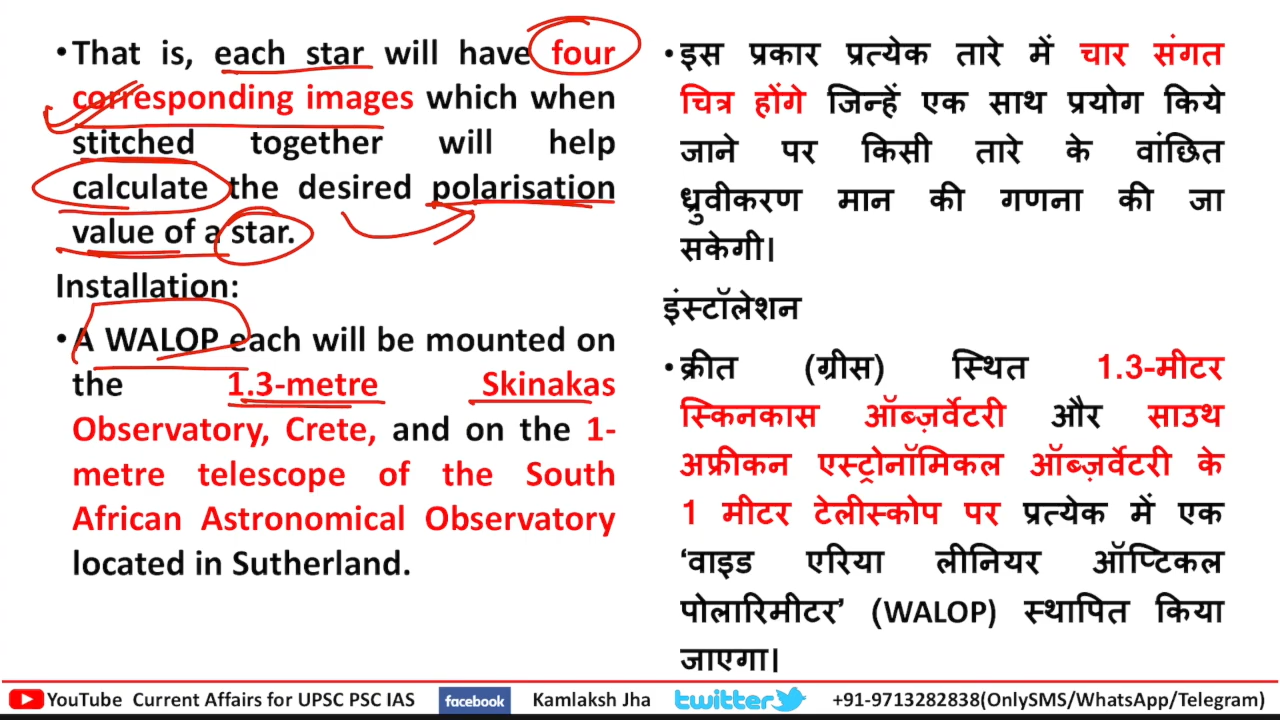 •That is, each star will have four
corresponding images which when
stitched together will help
calculate the desired polarisation
value of a star.
Installation:
•A WALOP each will be mounted on
the 1.3-metre Skinakas
Observatory, Crete, and on the 1-
metre telescope of the South
African Astronomical Observatory
located in Sutherland.
•इस प्रकार प्रत्येक तारे में चार संगत
चित्र होंगे जिन्हें एक साथ प्रयोग किये
जाने पर किसी तारे के वांछित
ध्रुवीकरण मान की गणना की जा
सकेगी।
इंस्टॉलेशन
•क्रीत (ग्रीस) स्थित 1.3-मीटर
स्किनकास ऑब्ज़र्वेटरी और साउथ
अफ्रीकन एस्ट्रोनॉमिकल ऑब्ज़र्वेटरी के
1 मीटर टेलीस्कोप पर प्रत्येक में एक
‘वाइड एरिया लीनियर ऑप्टिकल
पोलारिमीटर’ (WALOP) स्थापित किया
जाएगा।
YouTube Current Affairs for UPSC PSC IAS facebook Kamlaksh Jha twitter +91-9713282838(OnlySMS/WhatsApp/Telegram)